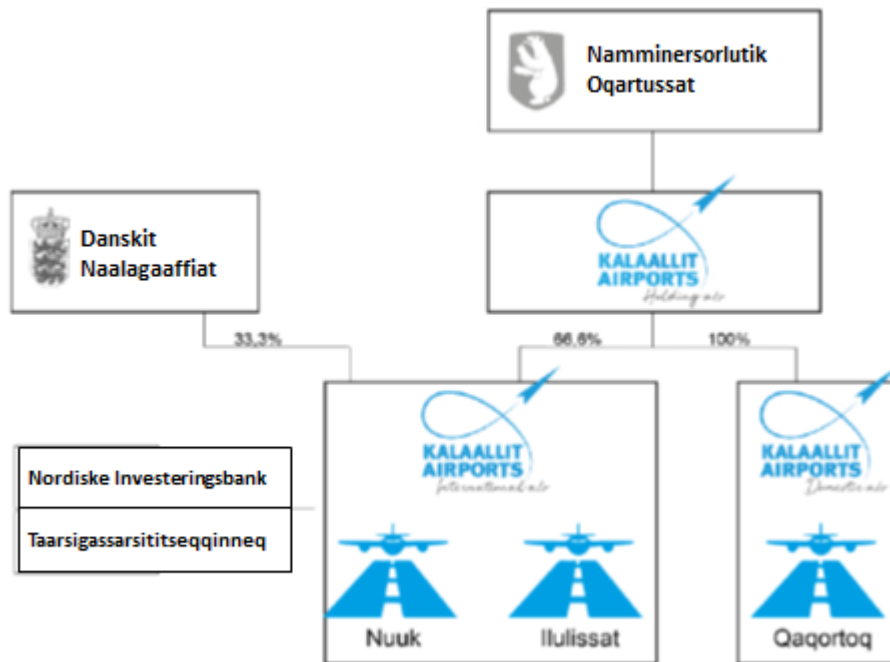 Namminersorlutik
Oqartussat
Danskit
Naalagaaffiat
KALAALLIT
AIRPORTS
Holding a/s
33,3%
66,6%
100%
KALAALLIT
AIRPORTS
International a/s
KALAALLIT
AIRPORTS
Domestic a/s
Nordiske Investeringsbank
Taarsigassarsititseqqinneq
Nuuk
Ilulissat
Qaqortoq